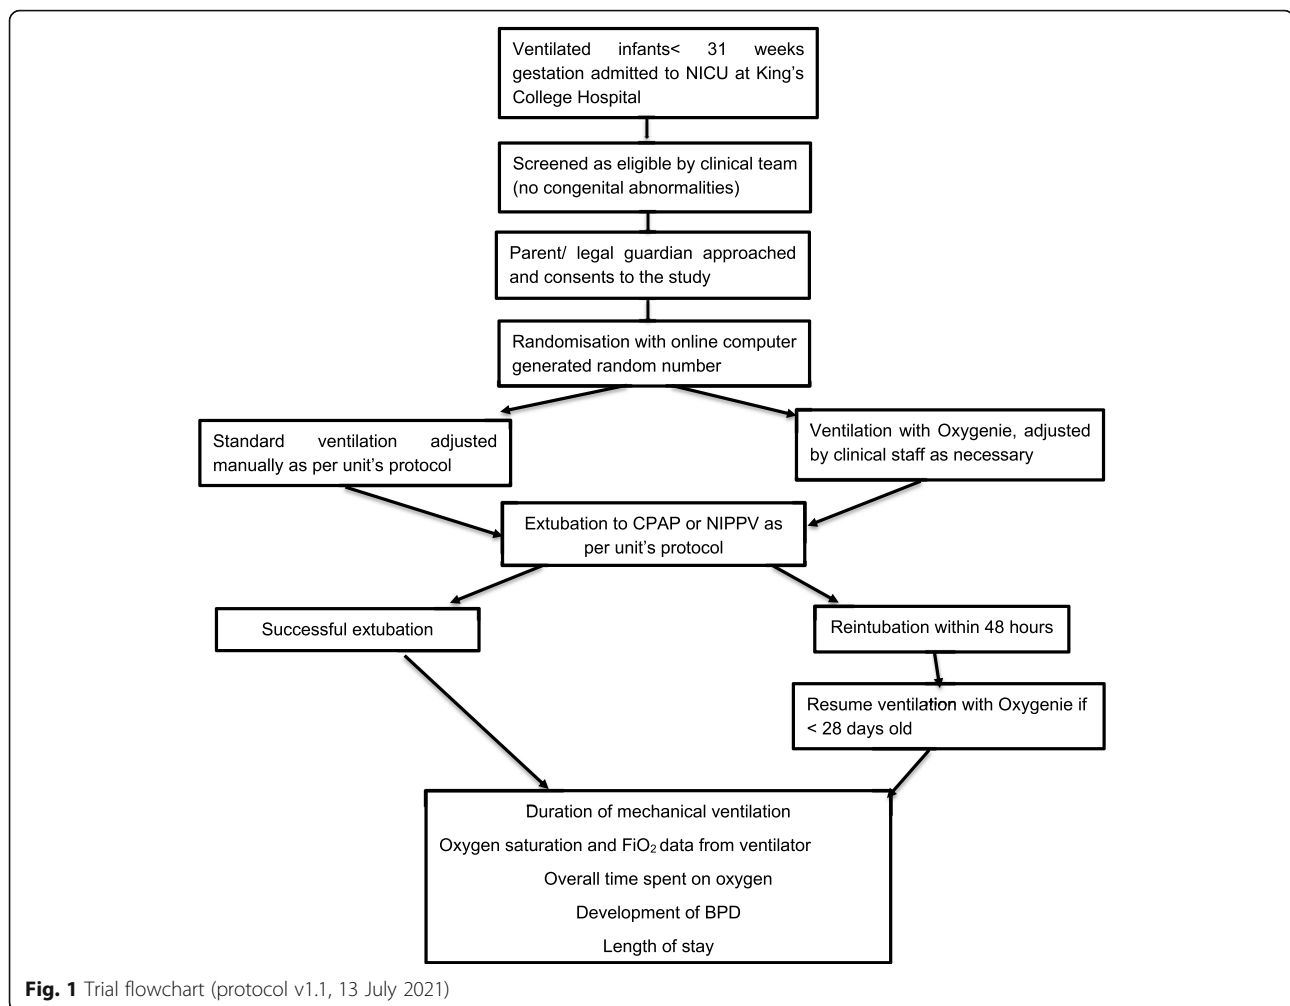 Ventilated infants< 31 weeks
gestation admitted to NICU at King's
College Hospital
Screened as eligible by clinical team
(no congenital abnormalities)
Parent/ legal guardian approached
and consents to the study
Randomisation with online computer
generated random number
Standard ventilation adjusted
manually as per unit's protocol
Ventilation with Oxygenie, adjusted
by clinical staff as necessary
Extubation to CPAP or NIPPV as
per unit's protocol
Successful extubation
Reintubation within 48 hours
Resume ventilation with Oxygenie if
< 28 days old
Duration of mechanical ventilation
Oxygen saturation and FiO₂ data from ventilator
Overall time spent on oxygen
Development of BPD
Length of stay
Fig. 1 Trial flowchart (protocol v1.1, 13 July 2021)